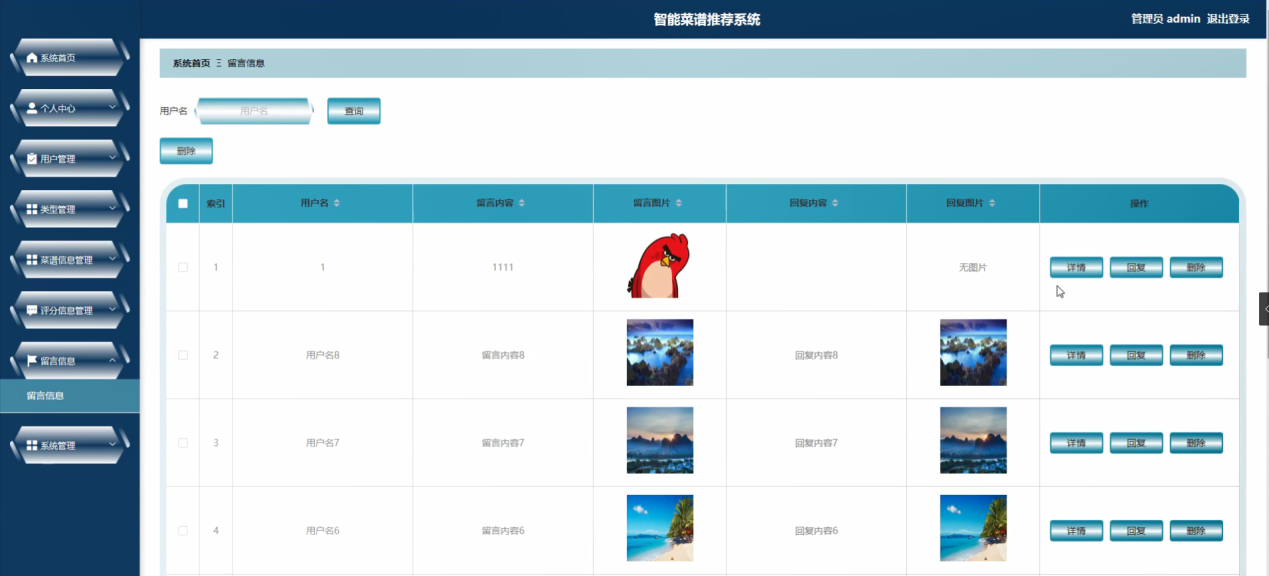 智能菜谱推荐系统
管理员 admin 退出登录
系统首页
个人中心
用户管理
类型管理
菜谱信息管理
评分信息管理
留言信息
留言信息
系统管理
系统首页 Ξ 留言信息
用户名 用户名 查询
删除
索引 用户名 留言内容 留言图片 回复内容 回复图片 操作
1 1 1111 无图片 详情 回复 删除
2 用户名8 留言内容8 回复内容8 详情 回复 删除
3 用户名7 留言内容7 回复内容7 详情 回复 删除
4 用户名6 留言内容6 回复内容6 详情 回复 删除